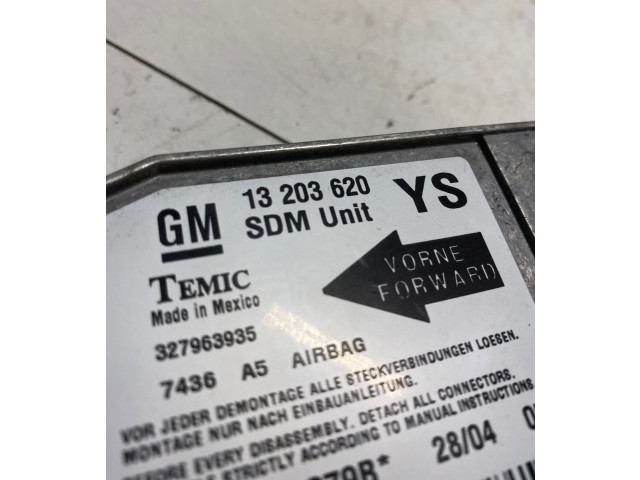 GM 13 203 620 YS
SDM Unit
TEMIC
Made in Mexico
VORNE
FORWARD
327963935
7436 A5 AIRBAG
VOR JEDER DEMONTAGE ALLE STECKVERBINDUNGEN LOESEN.
MONTAGE NUR NACH EINBAUANLEITUNG.
BEFORE EVERY DISASSEMBLY. DETACH ALL CONNECTORS.
STRICTLY ACCORDING TO MANUAL INSTRUCTIONS
28/04